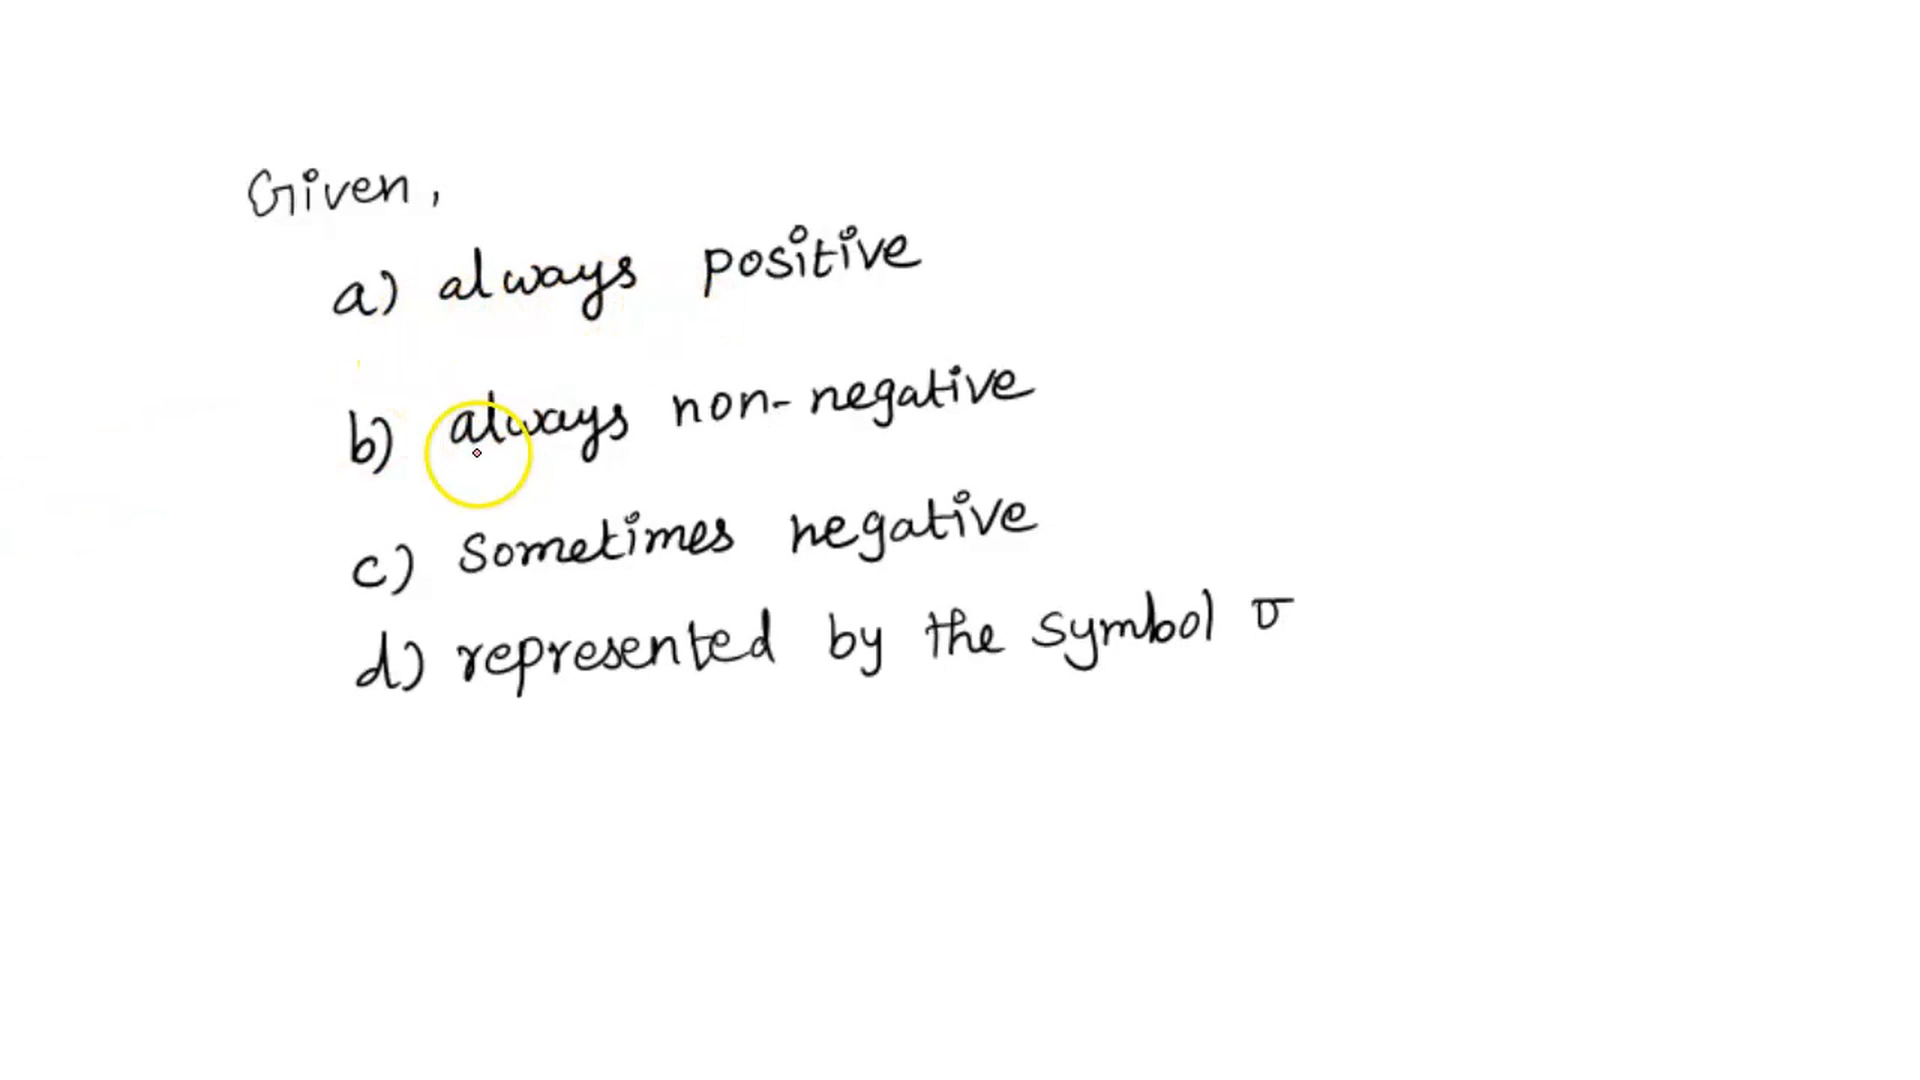 Given,
a) always positive
b) always non-negative
c) Sometimes negative
d) represented by the symbol σ